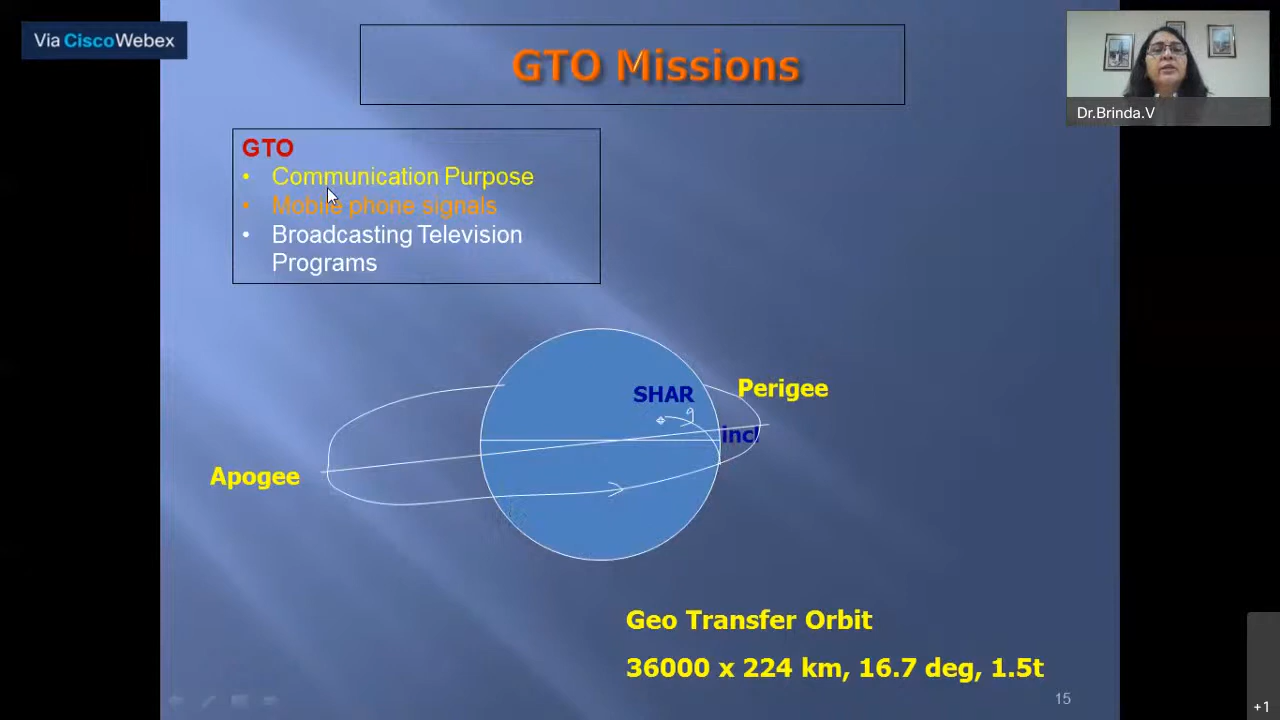 Via CiscoWebex
GTO Missions
Dr.Brinda.V
GTO
• Communication Purpose
• Mobile phone signals
• Broadcasting Television
Programs
SHAR
Perigee
incl
Apogee
Geo Transfer Orbit
36000 x 224 km, 16.7 deg, 1.5t
15
+1